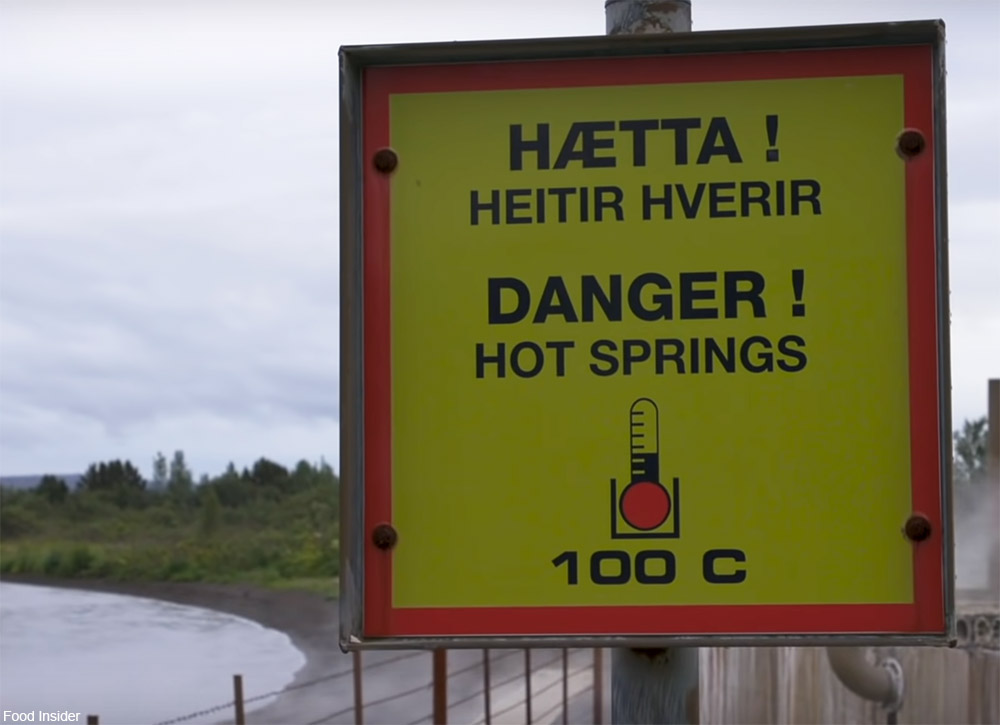 HÆTTA !
HEITIR HVERIR
DANGER !
HOT SPRINGS
100 C
Food Insider